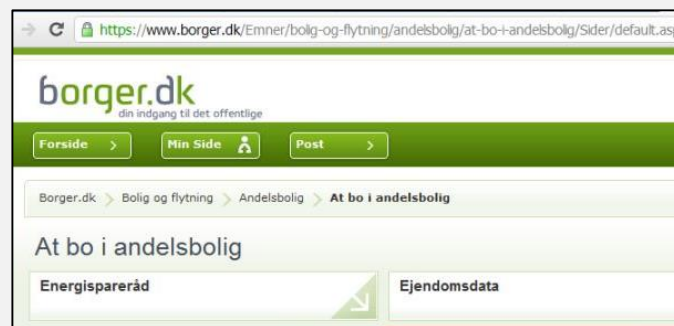 https://www.borger.dk/Emner/bolig-og-flytning/andelsbolig/at-bo-i-andelsbolig/Sider/default.asp
borger.dk
din indgang til det offentlige
Forside Min Side Post
Borger.dk Bolig og flytning Andelsbolig At bo i andelsbolig
At bo i andelsbolig
Energispareråd Ejendomsdata